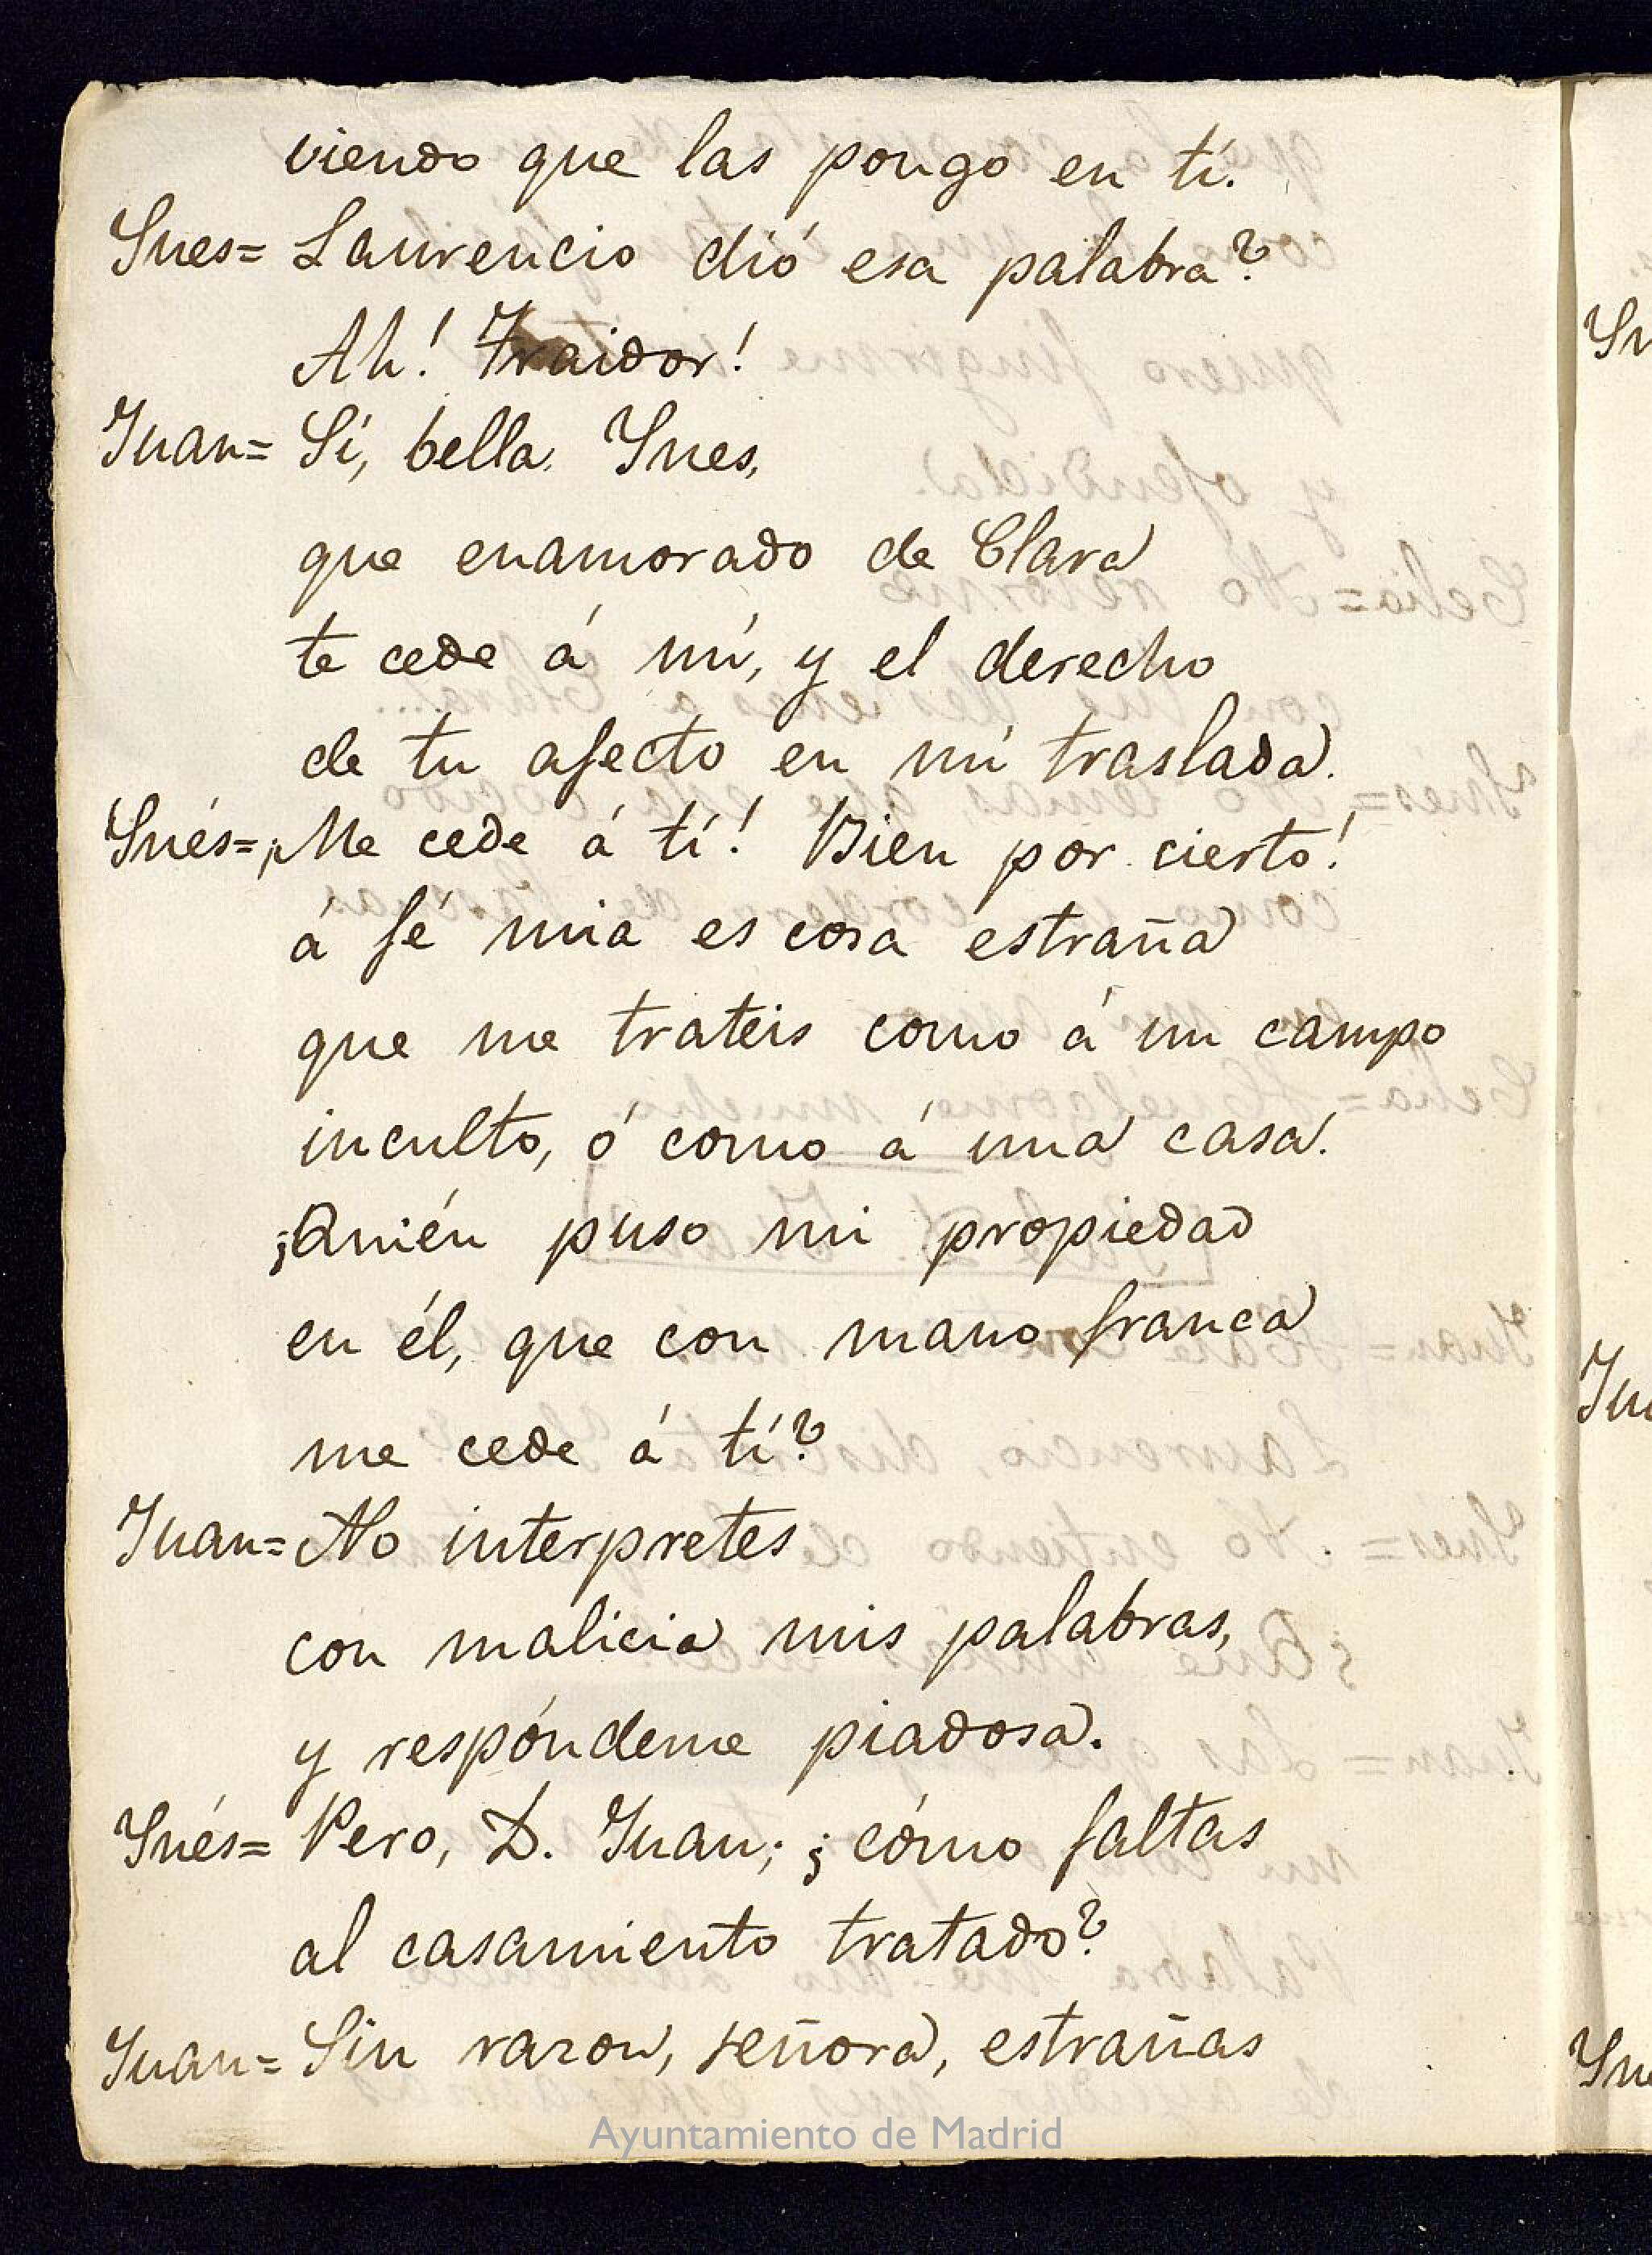 viendo que las pongo en tí.
Ynes= Laurencio dió esa palabra?
Ah! Traidor!
Juan= Sí, bella Ynes,
que enamorado de Clara
te cede á mí, y el derecho
de tu afecto en mí traslada.
Ynés= ¡Me cede á tí! Bien por cierto!
á fé mia es cosa estraña
que me trateis como á un campo
inculto, ó como á una casa.
¿Quién puso mi propiedad
en él, que con mano franca
me cede á tí?
Juan= No interpretes
con malicia mis palabras,
y respóndeme piadosa.
Ynés= Pero, D. Juan; ¿cómo faltas
al casamiento tratado?
Juan= Sin razon, señora, estrañas
Ayuntamiento de Madrid